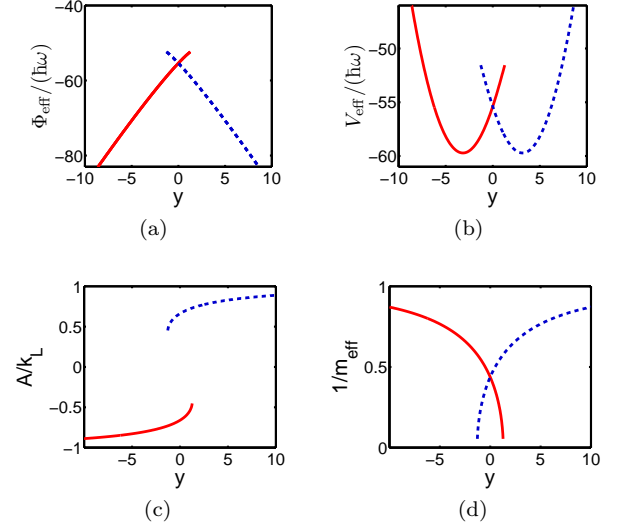 Φeff/(ħω)
−40
−60
−80
−10 −5 0 5 10
y
(a)
Veff/(ħω)
−50
−55
−60
−10 −5 0 5 10
y
(b)
A/kL
1
0.5
0
−0.5
−1
−5 0 5 10
y
(c)
1/meff
1
0.5
0
−5 0 5 10
y
(d)